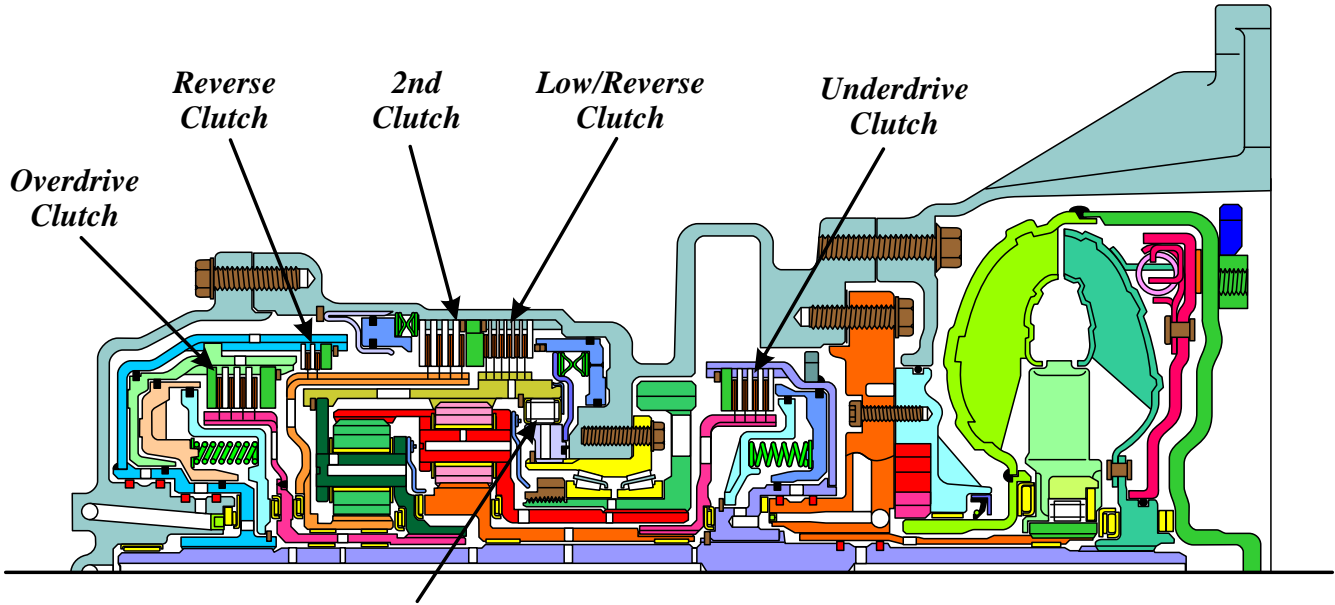 Reverse
Clutch
2nd
Clutch
Low/Reverse
Clutch
Underdrive
Clutch
Overdrive
Clutch